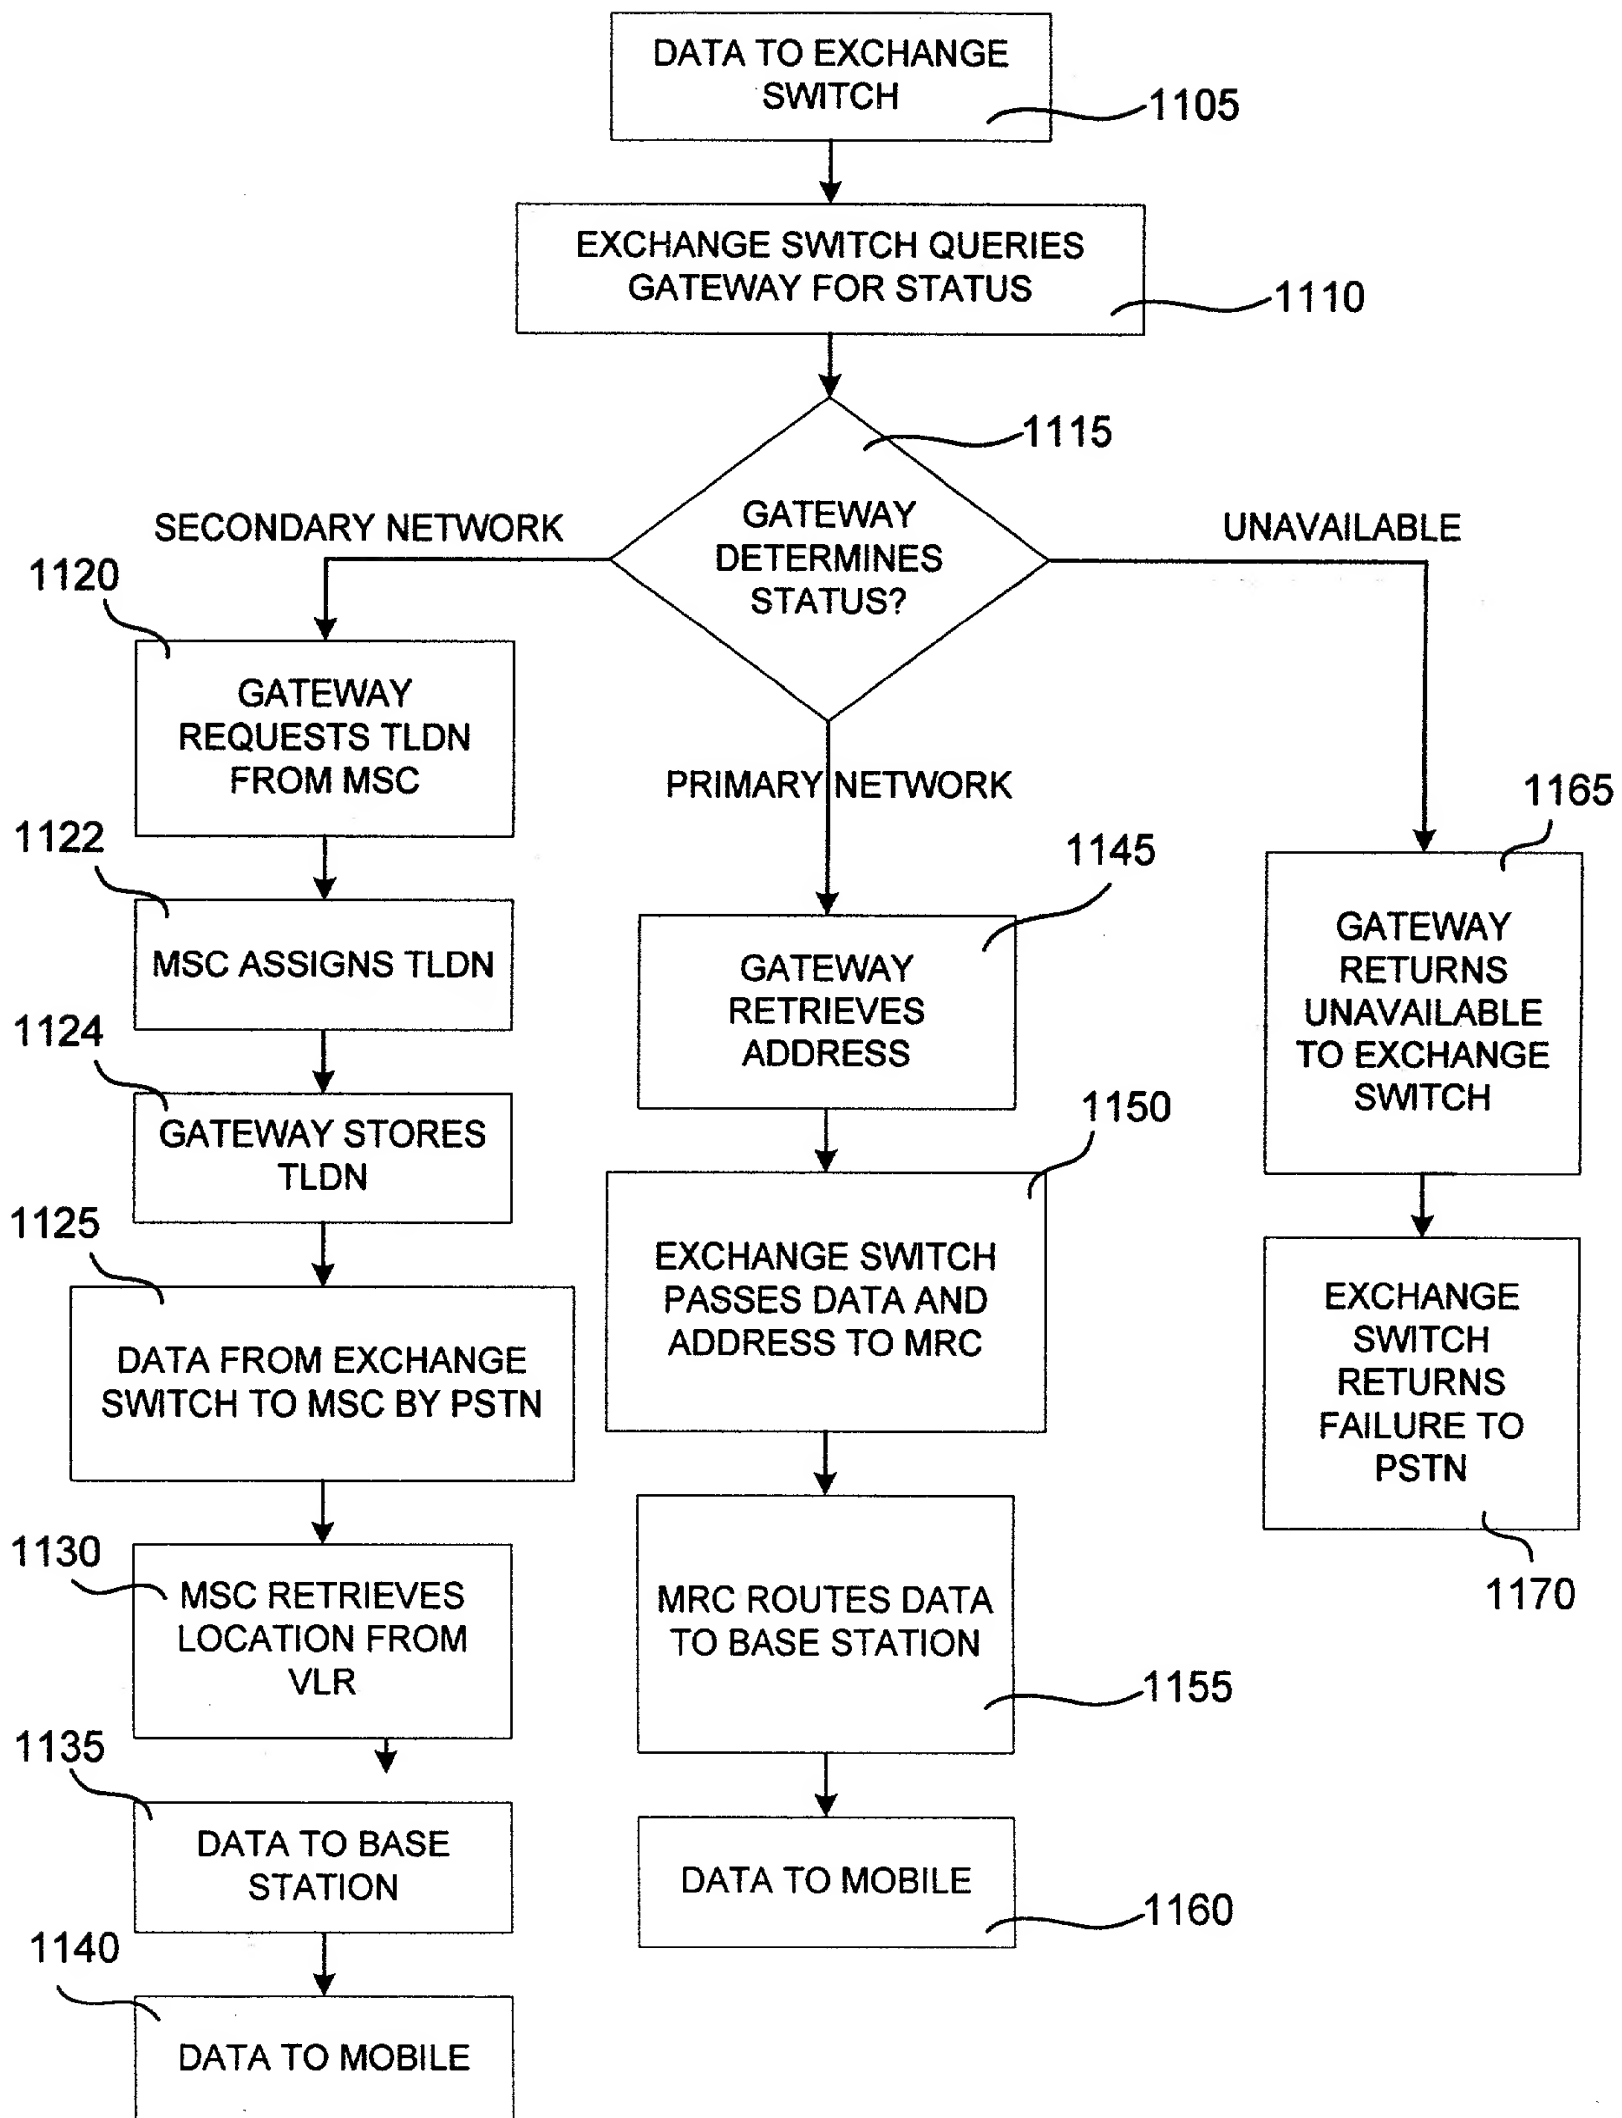 DATA TO EXCHANGE
SWITCH
1105
EXCHANGE SWITCH QUERIES
GATEWAY FOR STATUS
1110
1115
GATEWAY
DETERMINES
STATUS?
SECONDARY NETWORK
UNAVAILABLE
PRIMARY NETWORK
1120
GATEWAY
REQUESTS TLDN
FROM MSC
1122
MSC ASSIGNS TLDN
1124
GATEWAY STORES
TLDN
1125
DATA FROM EXCHANGE
SWITCH TO MSC BY PSTN
1130
MSC RETRIEVES
LOCATION FROM
VLR
1135
DATA TO BASE
STATION
1140
DATA TO MOBILE
1145
GATEWAY
RETRIEVES
ADDRESS
1150
EXCHANGE SWITCH
PASSES DATA AND
ADDRESS TO MRC
MRC ROUTES DATA
TO BASE STATION
1155
DATA TO MOBILE
1160
1165
GATEWAY
RETURNS
UNAVAILABLE
TO EXCHANGE
SWITCH
EXCHANGE
SWITCH
RETURNS
FAILURE TO
PSTN
1170